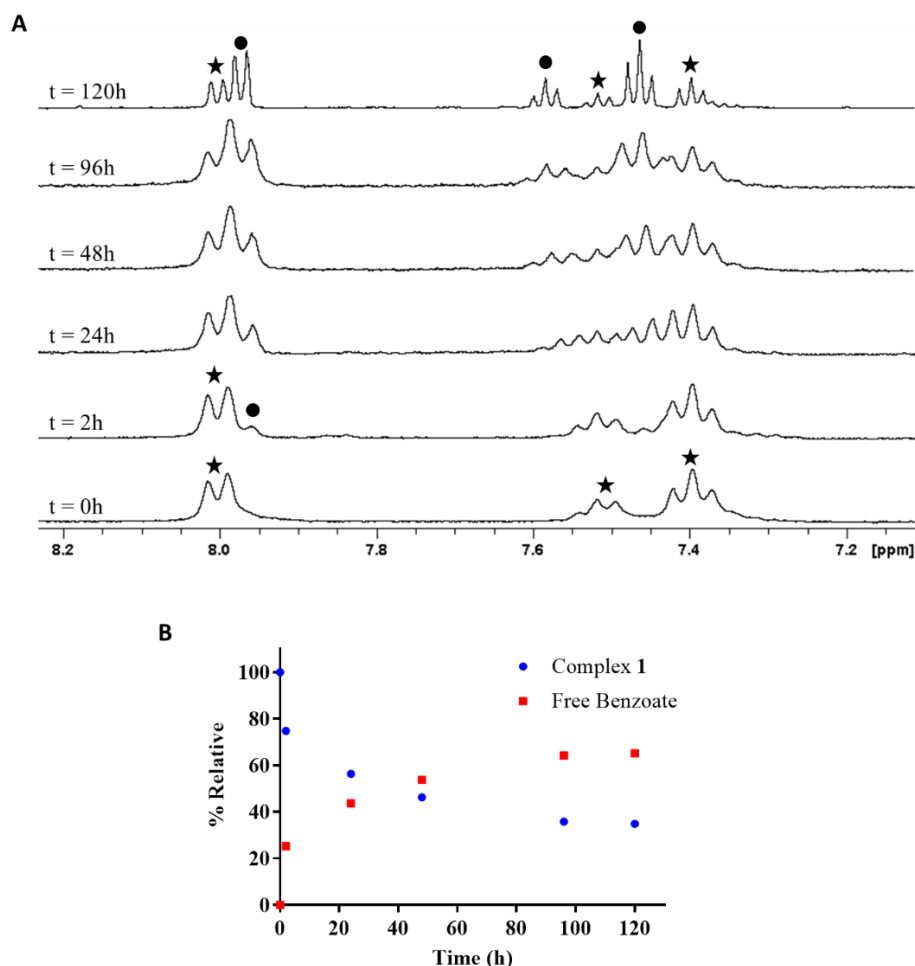 A
t = 120h
t = 96h
t = 48h
t = 24h
t = 2h
t = 0h
8.2 8.0 7.8 7.6 7.4 7.2 [ppm]
B
Complex 1
Free Benzoate
% Relative
100
80
60
40
20
0
0 20 40 60 80 100 120
Time (h)